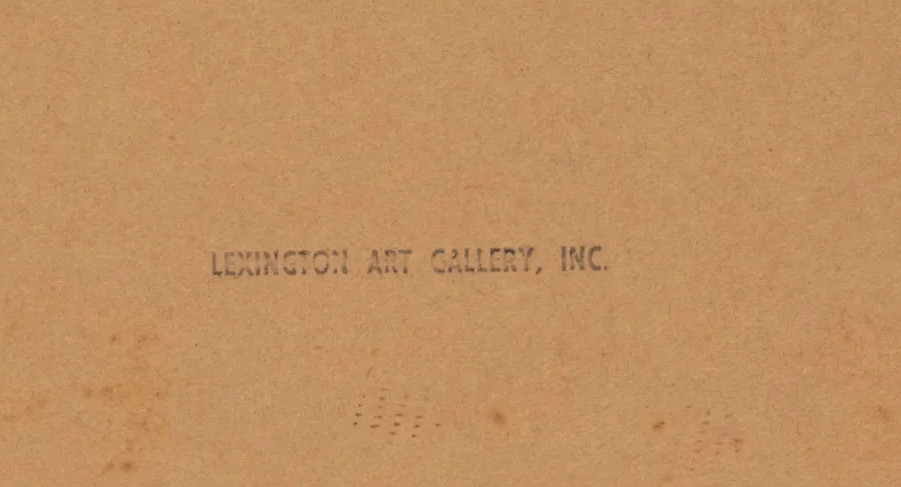 LEXINGTON ART GALLERY, INC.